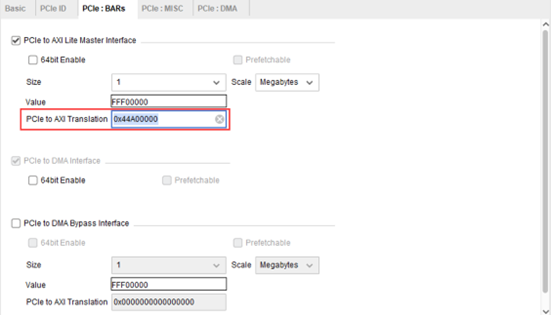 Basic PCIe ID PCIe : BARs PCIe : MISC PCIe : DMA
PCIe to AXI Lite Master Interface
64bit Enable Prefetchable
Size 1 Scale Megabytes
Value FFF00000
PCIe to AXI Translation 0x44A00000
PCIe to DMA Interface
64bit Enable Prefetchable
PCIe to DMA Bypass Interface
64bit Enable Prefetchable
Size 1 Scale Megabytes
Value FFF00000
PCIe to AXI Translation 0x0000000000000000